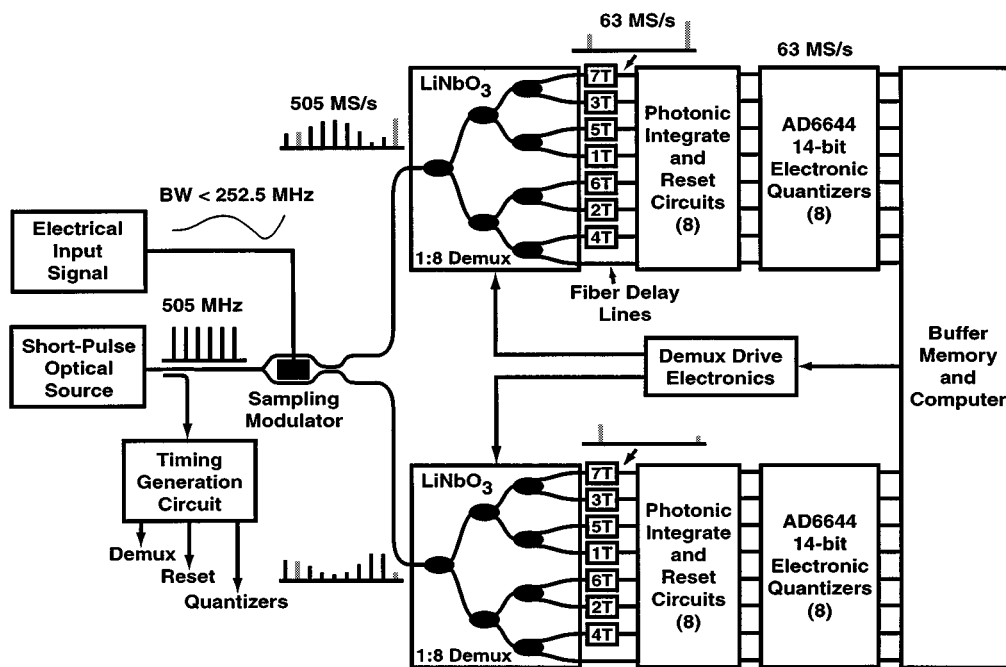 63 MS/s
63 MS/s
505 MS/s
LiNbO3
7T
3T
5T
1T
6T
2T
4T
1:8 Demux
Photonic
Integrate
and
Reset
Circuits
(8)
AD6644
14-bit
Electronic
Quantizers
(8)
BW < 252.5 MHz
Electrical
Input
Signal
Fiber Delay
Lines
505 MHz
Short-Pulse
Optical
Source
Sampling
Modulator
Demux Drive
Electronics
Buffer
Memory
and
Computer
Timing
Generation
Circuit
Demux
Reset
Quantizers
LiNbO3
7T
3T
5T
1T
6T
2T
4T
1:8 Demux
Photonic
Integrate
and
Reset
Circuits
(8)
AD6644
14-bit
Electronic
Quantizers
(8)